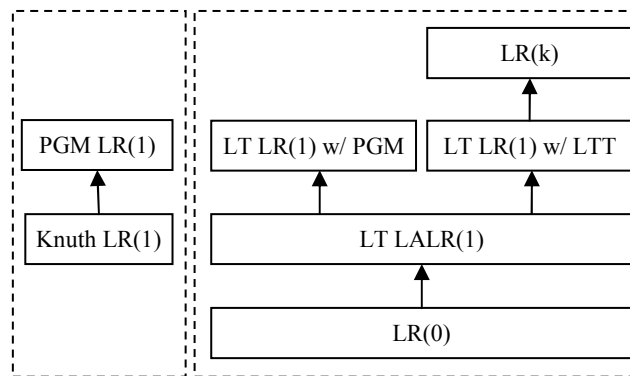 LR(k)
PGM LR(1)
LT LR(1) w/ PGM
LT LR(1) w/ LTT
Knuth LR(1)
LT LALR(1)
LR(0)